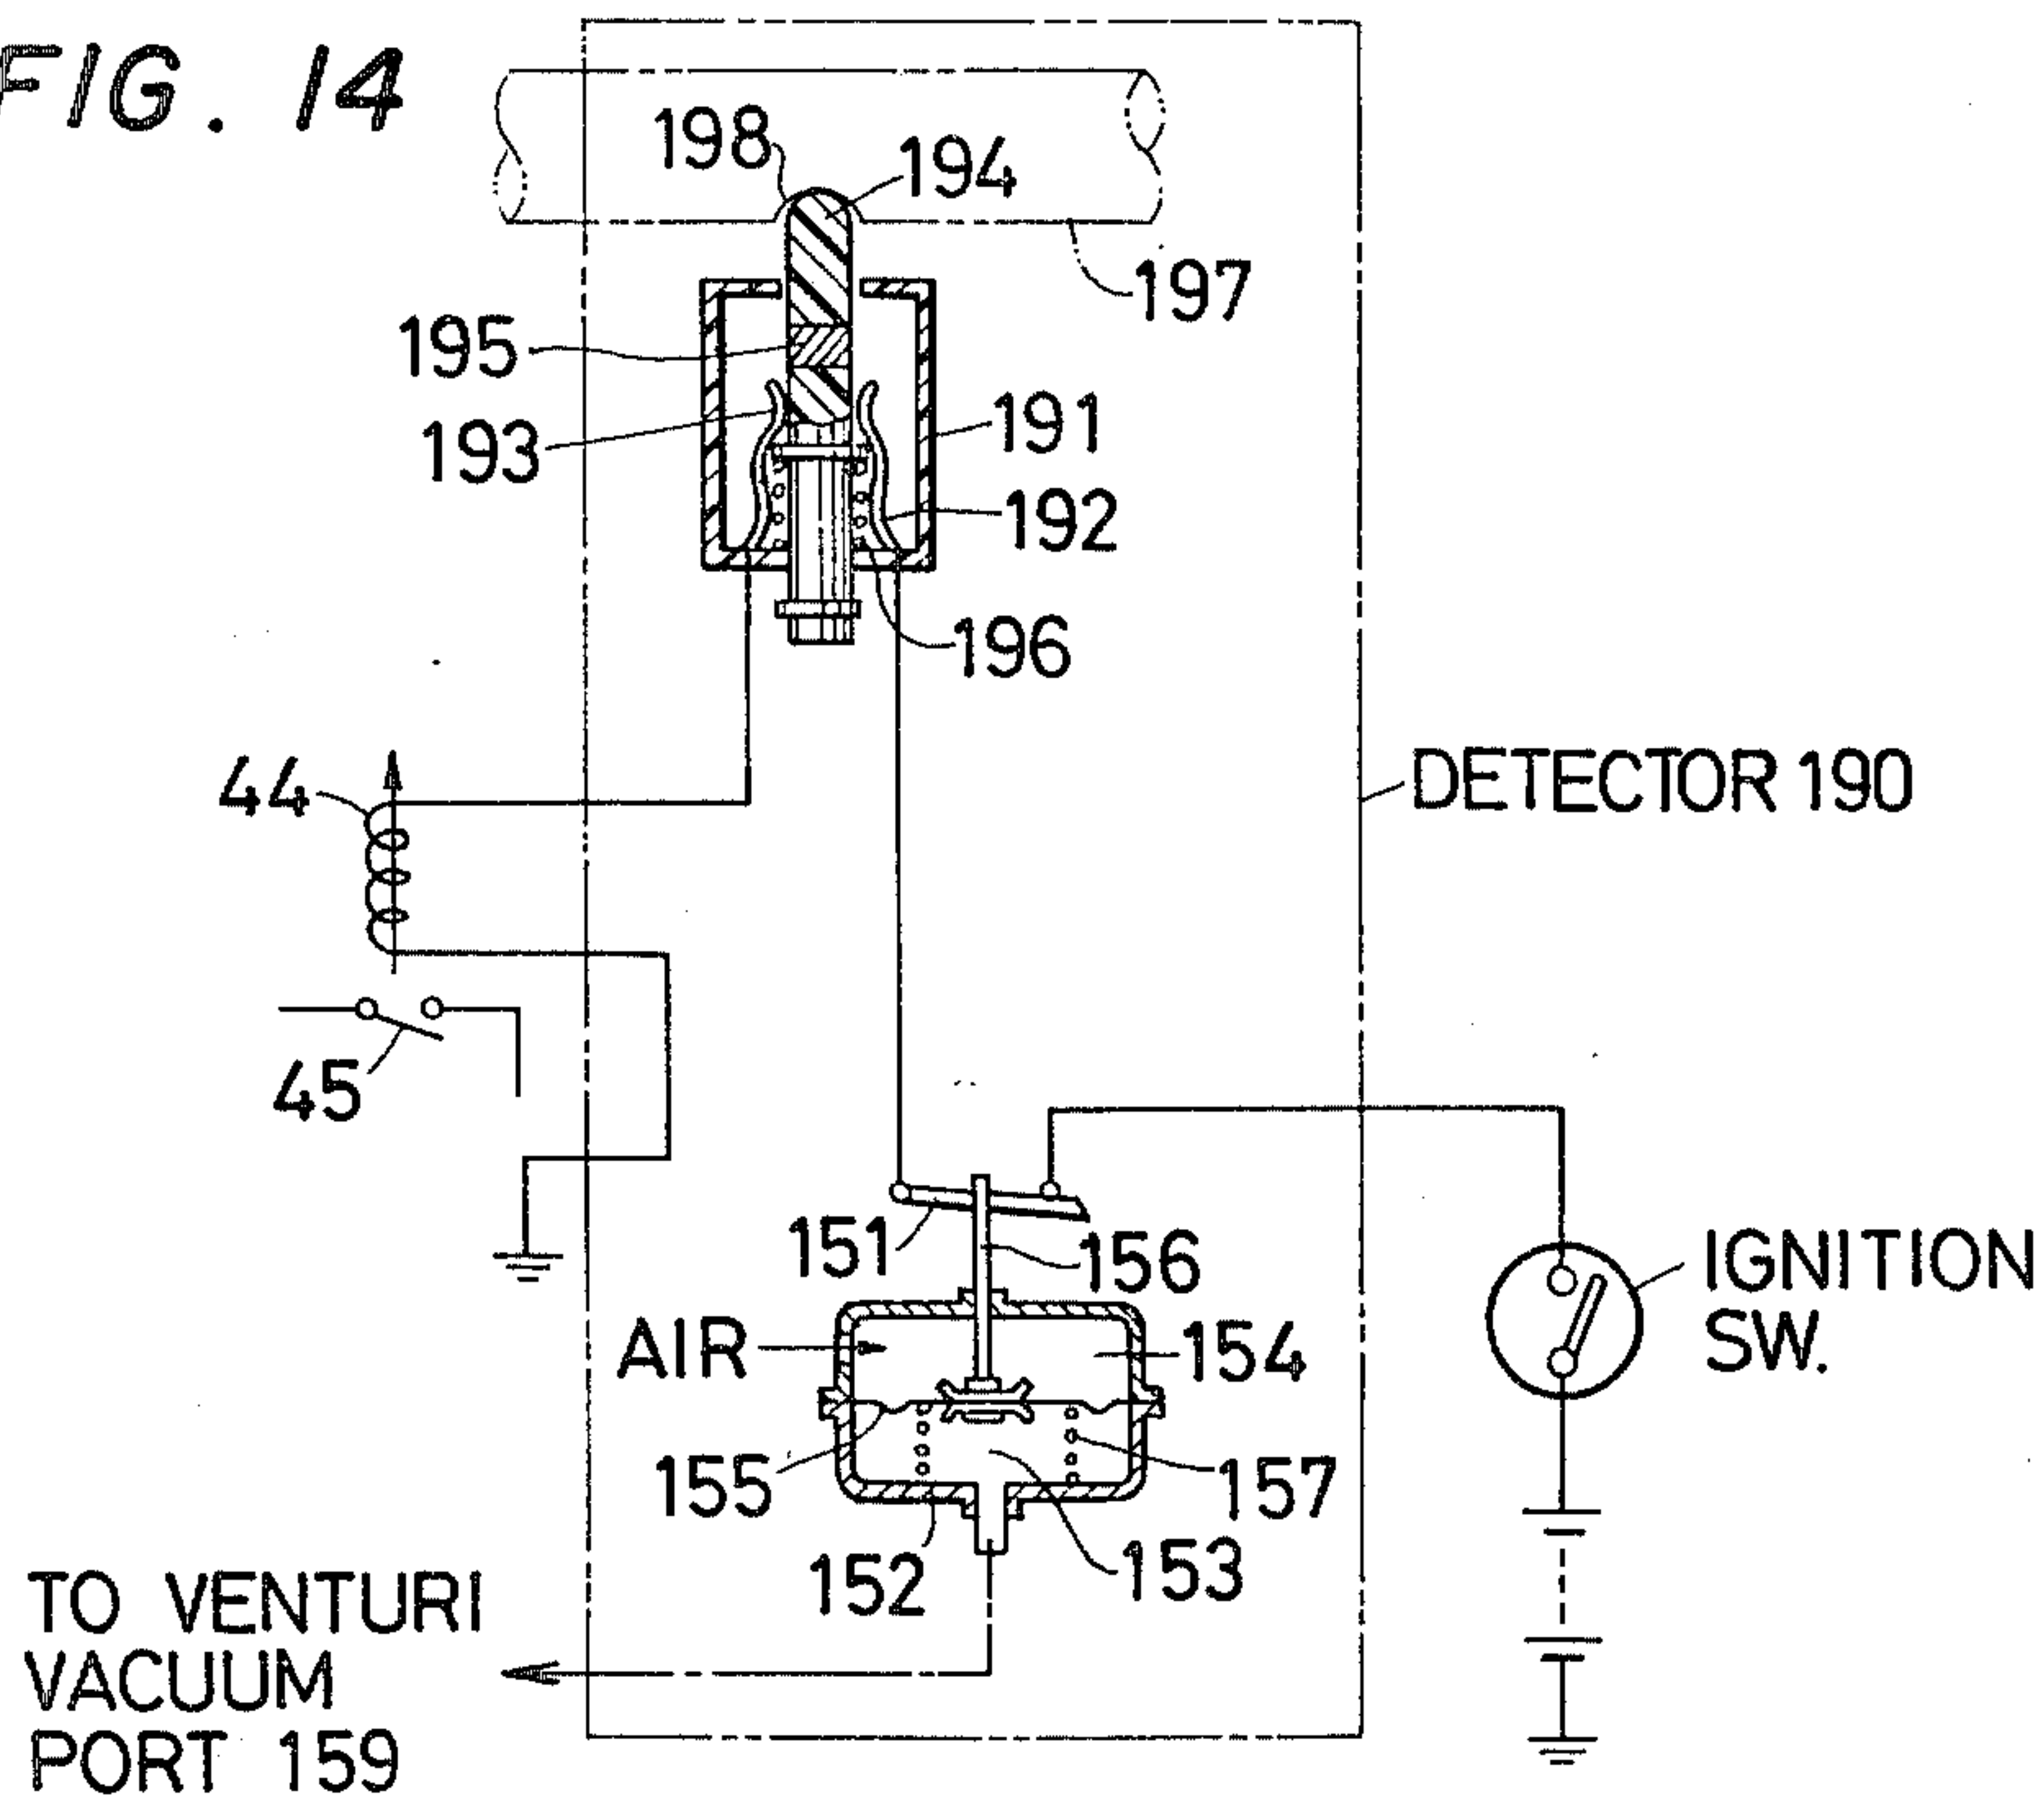 FIG. 14
198
194
197
195
193
191
192
196
44
DETECTOR 190
45
151
156
IGNITION
SW.
AIR
154
155
157
152
153
TO VENTURI
VACUUM
PORT 159